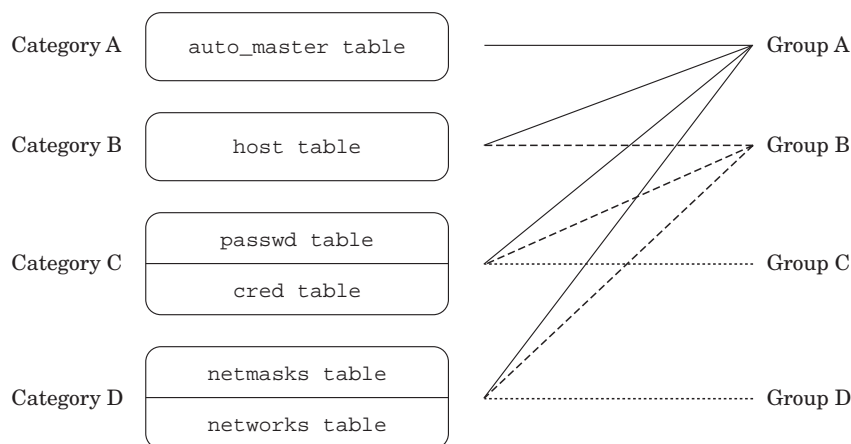 Category A auto_master table Group A
Category B host table Group B
passwd table
Category C Group C
cred table
netmasks table
Category D Group D
networks table